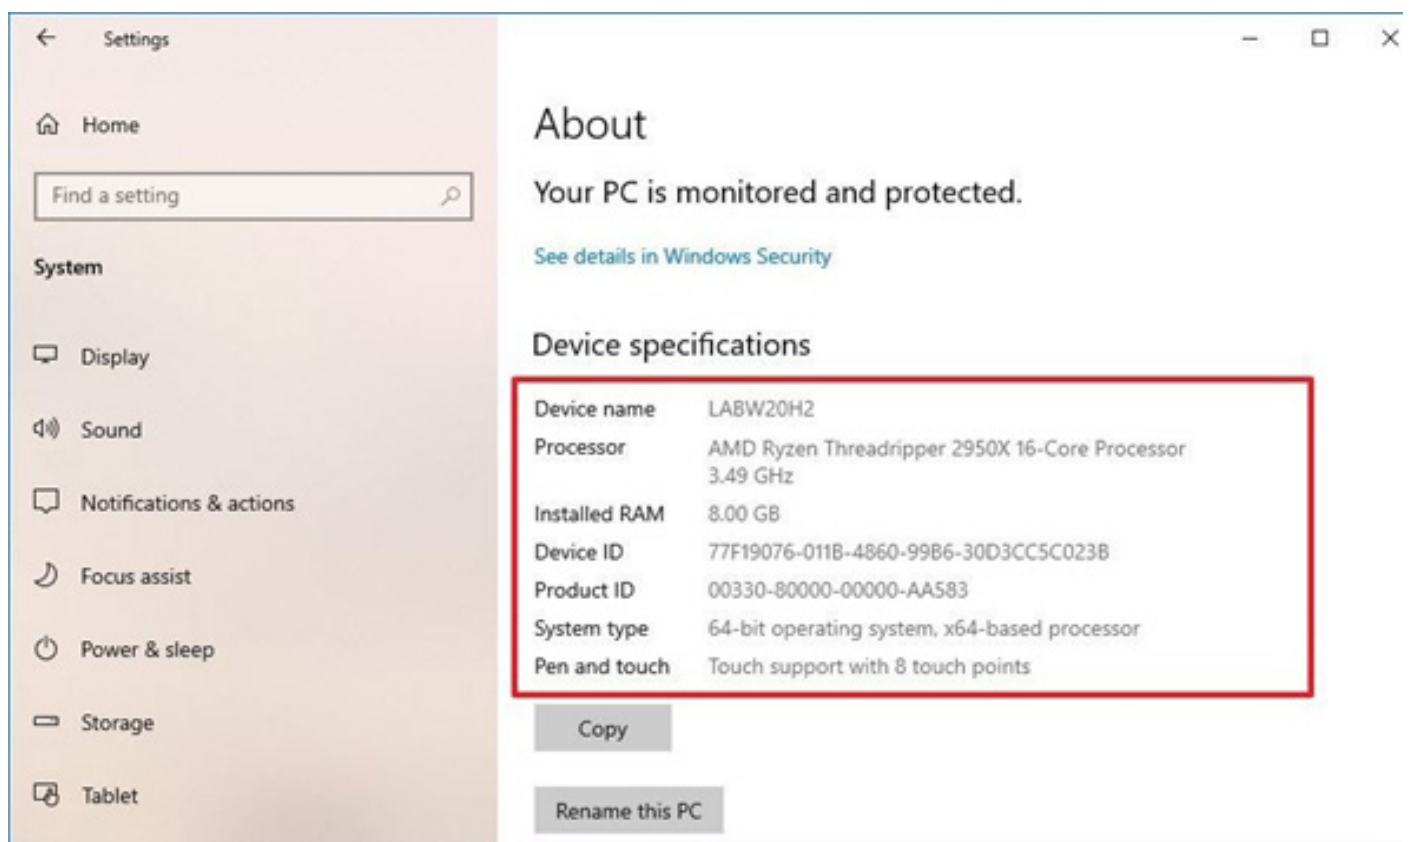 Settings
Home
Find a setting
System
Display
Sound
Notifications & actions
Focus assist
Power & sleep
Storage
Tablet
About
Your PC is monitored and protected.
See details in Windows Security
Device specifications
Device name LABW20H2
Processor AMD Ryzen Threadripper 2950X 16-Core Processor
3.49 GHz
Installed RAM 8.00 GB
Device ID 77F19076-011B-4860-99B6-30D3CC5C023B
Product ID 00330-80000-00000-AA583
System type 64-bit operating system, x64-based processor
Pen and touch Touch support with 8 touch points
Copy
Rename this PC